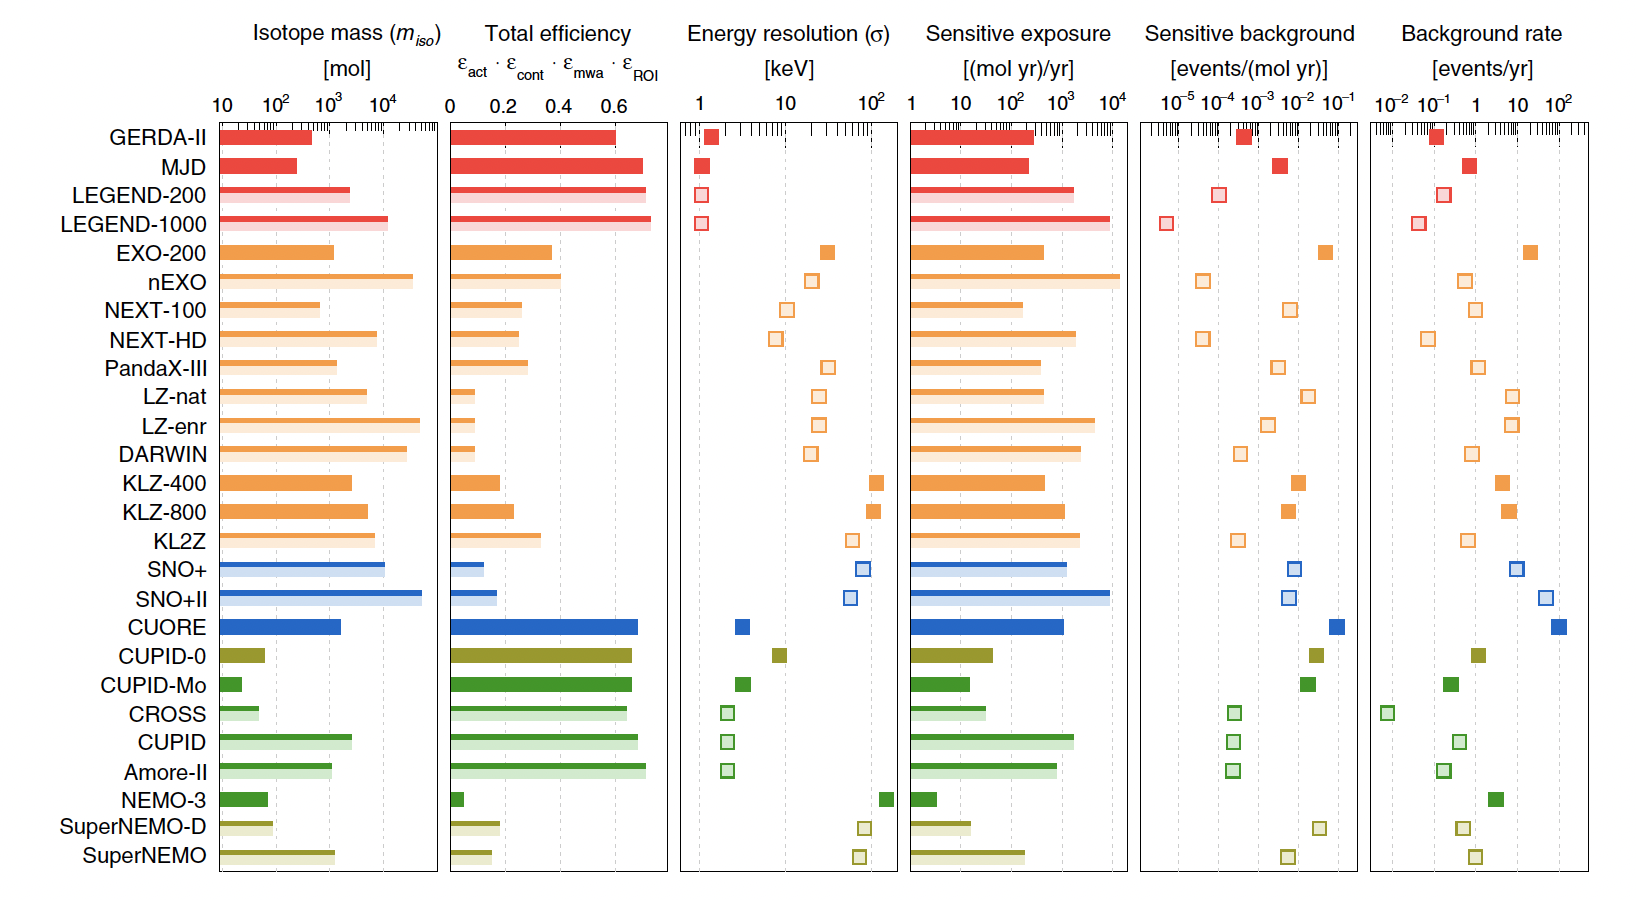 Isotope mass (m_iso) Total efficiency Energy resolution (σ) Sensitive exposure Sensitive background Background rate
[mol] ε_act · ε_cont · ε_mwa · ε_ROI [keV] [(mol yr)/yr] [events/(mol yr)] [events/yr]
10 10² 10³ 10⁴ 0 0.2 0.4 0.6 1 10 10² 1 10 10² 10³ 10⁴ 10⁻⁵ 10⁻⁴ 10⁻³ 10⁻² 10⁻¹ 10⁻² 10⁻¹ 1 10 10²
GERDA-II
MJD
LEGEND-200
LEGEND-1000
EXO-200
nEXO
NEXT-100
NEXT-HD
PandaX-III
LZ-nat
LZ-enr
DARWIN
KLZ-400
KLZ-800
KL2Z
SNO+
SNO+II
CUORE
CUPID-0
CUPID-Mo
CROSS
CUPID
Amore-II
NEMO-3
SuperNEMO-D
SuperNEMO